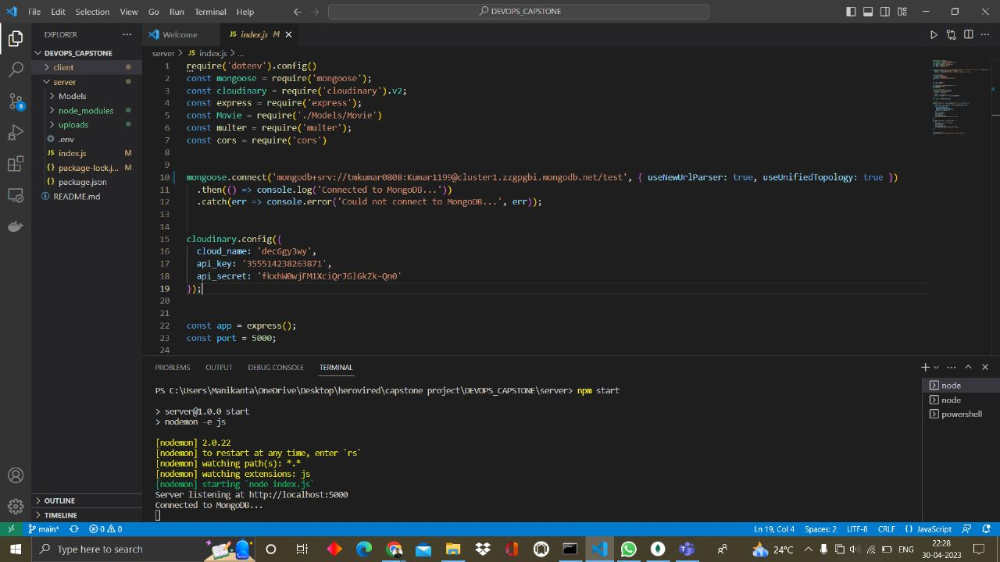 File Edit Selection View Go Run Terminal Help
DEVOPS_CAPSTONE
EXPLORER
Welcome
JS index.js M
DEVOPS_CAPSTONE
client
server
Models
node_modules
uploads
.env
JS index.js M
{} package-lock.j... M
{} package.json
README.md
OUTLINE
TIMELINE
8
server > JS index.js > ...
1 require('dotenv').config()
2 const mongoose = require('mongoose');
3 const cloudinary = require('cloudinary').v2;
4 const express = require('express');
5 const Movie = require('./Models/Movie')
6 const multer = require('multer');
7 const cors = require('cors')
8
9
10 mongoose.connect('mongodb+srv://tmkumar0808:Kumar1199@cluster1.zzgpgbi.mongodb.net/test', { useNewUrlParser: true, useUnifiedTopology: true })
11 .then(() => console.log('Connected to MongoDB...'))
12 .catch(err => console.error('Could not connect to MongoDB...', err));
13
14
15 cloudinary.config({
16 cloud_name: 'dec6gy3wy',
17 api_key: '355514238263871',
18 api_secret: 'fkxhW0wjFM1XciQrJGl6kZk-Qn0'
19 });
20
21
22 const app = express();
23 const port = 5000;
24
PROBLEMS OUTPUT DEBUG CONSOLE TERMINAL
PS C:\Users\Manikanta\OneDrive\Desktop\herovired\capstone project\DEVOPS_CAPSTONE\server> npm start
> server@1.0.0 start
> nodemon -e js
[nodemon] 2.0.22
[nodemon] to restart at any time, enter `rs`
[nodemon] watching path(s): *.*
[nodemon] watching extensions: js
[nodemon] starting `node index.js`
Server listening at http://localhost:5000
Connected to MongoDB...
node
node
powershell
main* 0 0
Ln 19, Col 4 Spaces: 2 UTF-8 CRLF {} JavaScript
Type here to search
24°C
ENG
22:28
30-04-2023